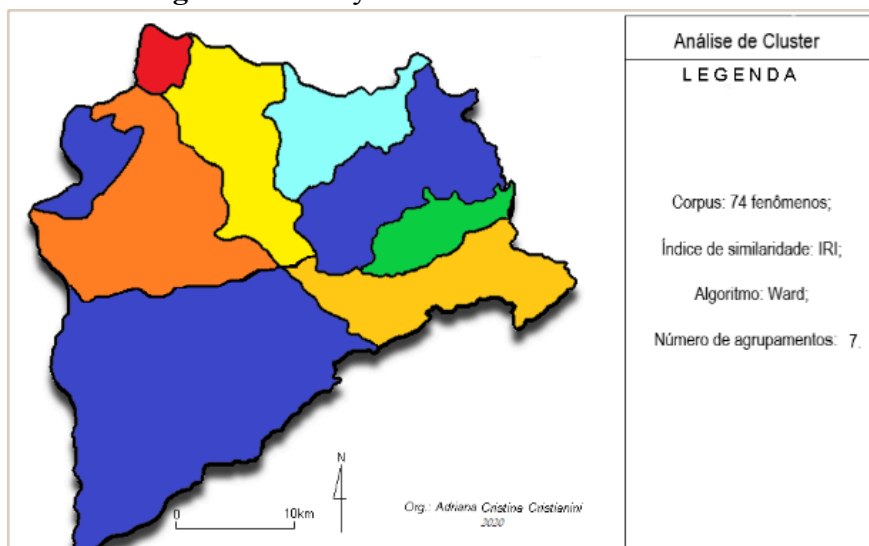 Análise de Cluster
LEGENDA
Corpus: 74 fenômenos;
Índice de similaridade: IRI;
Algoritmo: Ward;
Número de agrupamentos: 7.
N
0 10km
Org.: Adriana Cristina Cristianini
2020